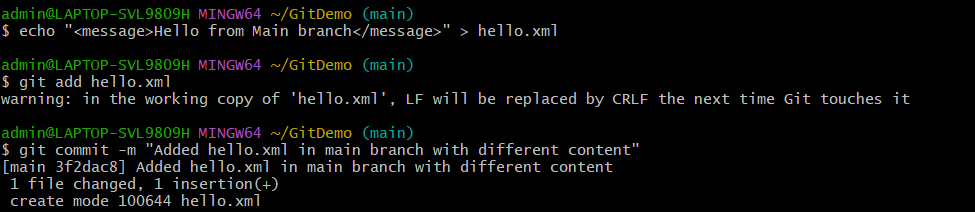 admin@LAPTOP-SVL98O9H MINGW64 ~/GitDemo (main)
$ echo "<message>Hello from Main branch</message>" > hello.xml
admin@LAPTOP-SVL98O9H MINGW64 ~/GitDemo (main)
$ git add hello.xml
warning: in the working copy of 'hello.xml', LF will be replaced by CRLF the next time Git touches it
admin@LAPTOP-SVL98O9H MINGW64 ~/GitDemo (main)
$ git commit -m "Added hello.xml in main branch with different content"
[main 3f2dac8] Added hello.xml in main branch with different content
 1 file changed, 1 insertion(+)
 create mode 100644 hello.xml